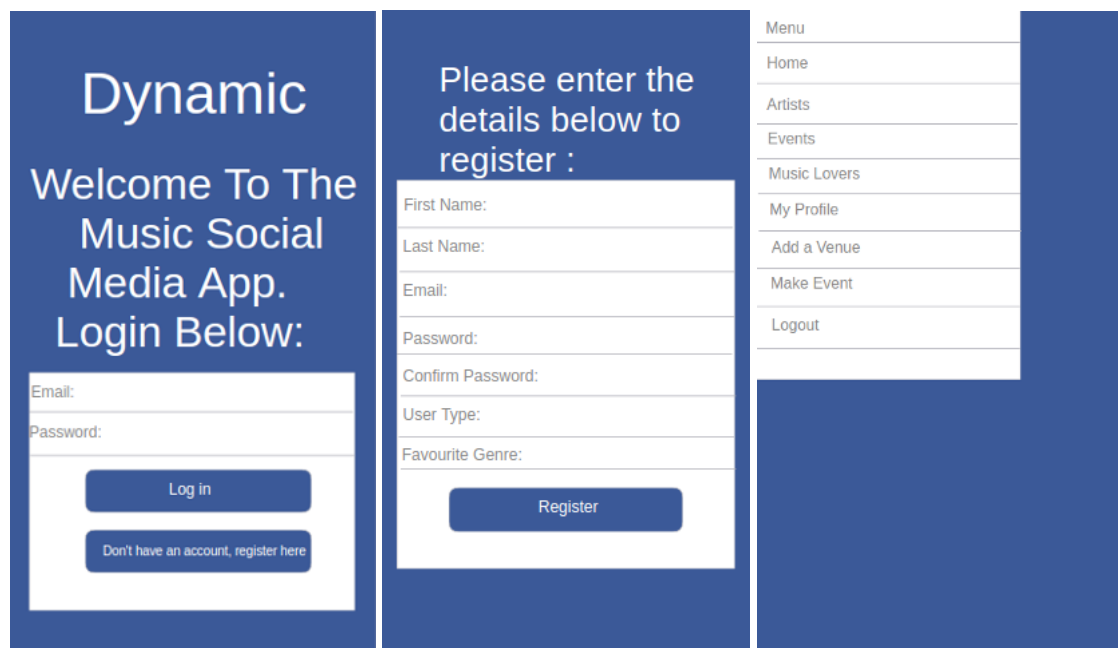 Dynamic
Welcome To The
Music Social
Media App.
Login Below:
Email:
Password:
Log in
Don't have an account, register here
Please enter the
details below to
register :
First Name:
Last Name:
Email:
Password:
Confirm Password:
User Type:
Favourite Genre:
Register
Menu
Home
Artists
Events
Music Lovers
My Profile
Add a Venue
Make Event
Logout